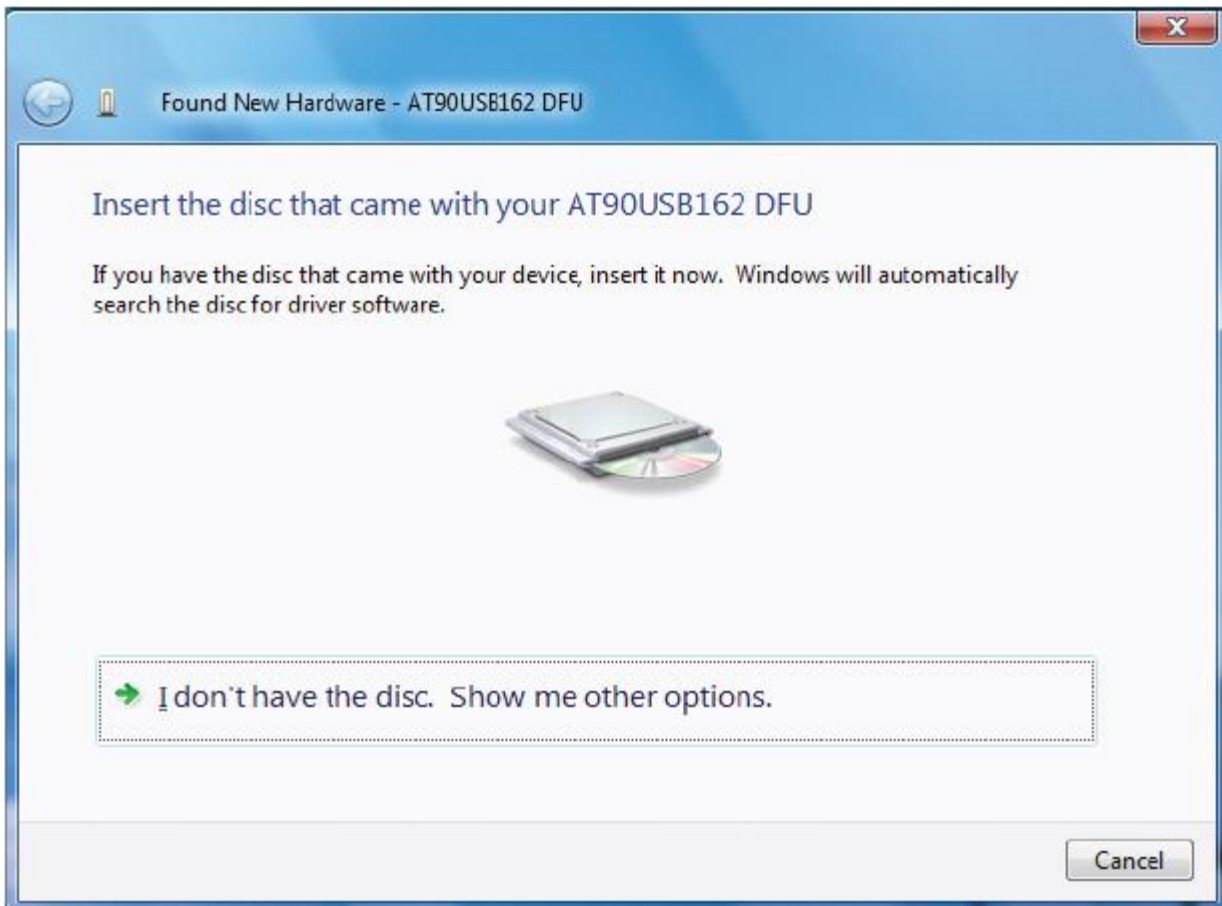 Found New Hardware - AT90USB162 DFU
Insert the disc that came with your AT90USB162 DFU
If you have the disc that came with your device, insert it now.  Windows will automatically
search the disc for driver software.
I don't have the disc.  Show me other options.
Cancel